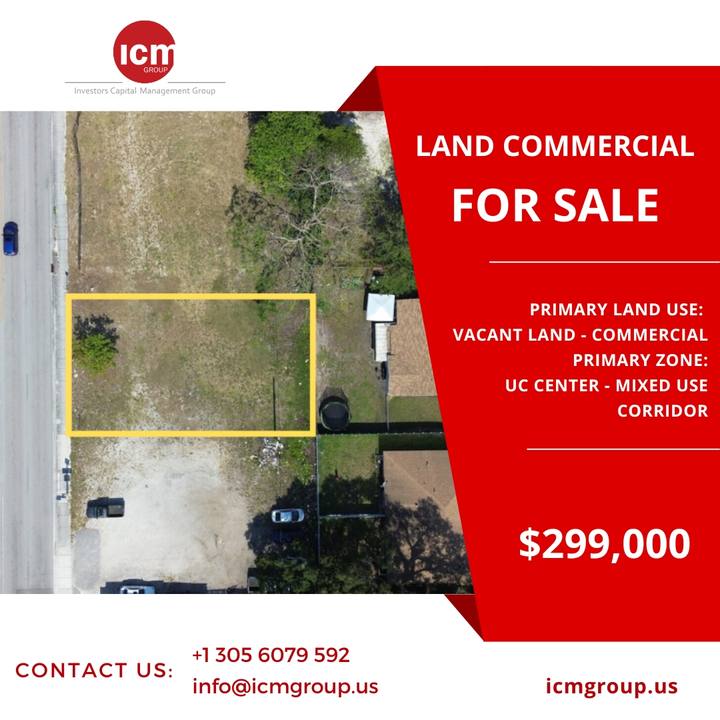 icm
GROUP
Investors Capital Management Group
LAND COMMERCIAL
FOR SALE
PRIMARY LAND USE:
VACANT LAND - COMMERCIAL
PRIMARY ZONE:
UC CENTER - MIXED USE
CORRIDOR
$299,000
CONTACT US:
+1 305 6079 592
info@icmgroup.us
icmgroup.us